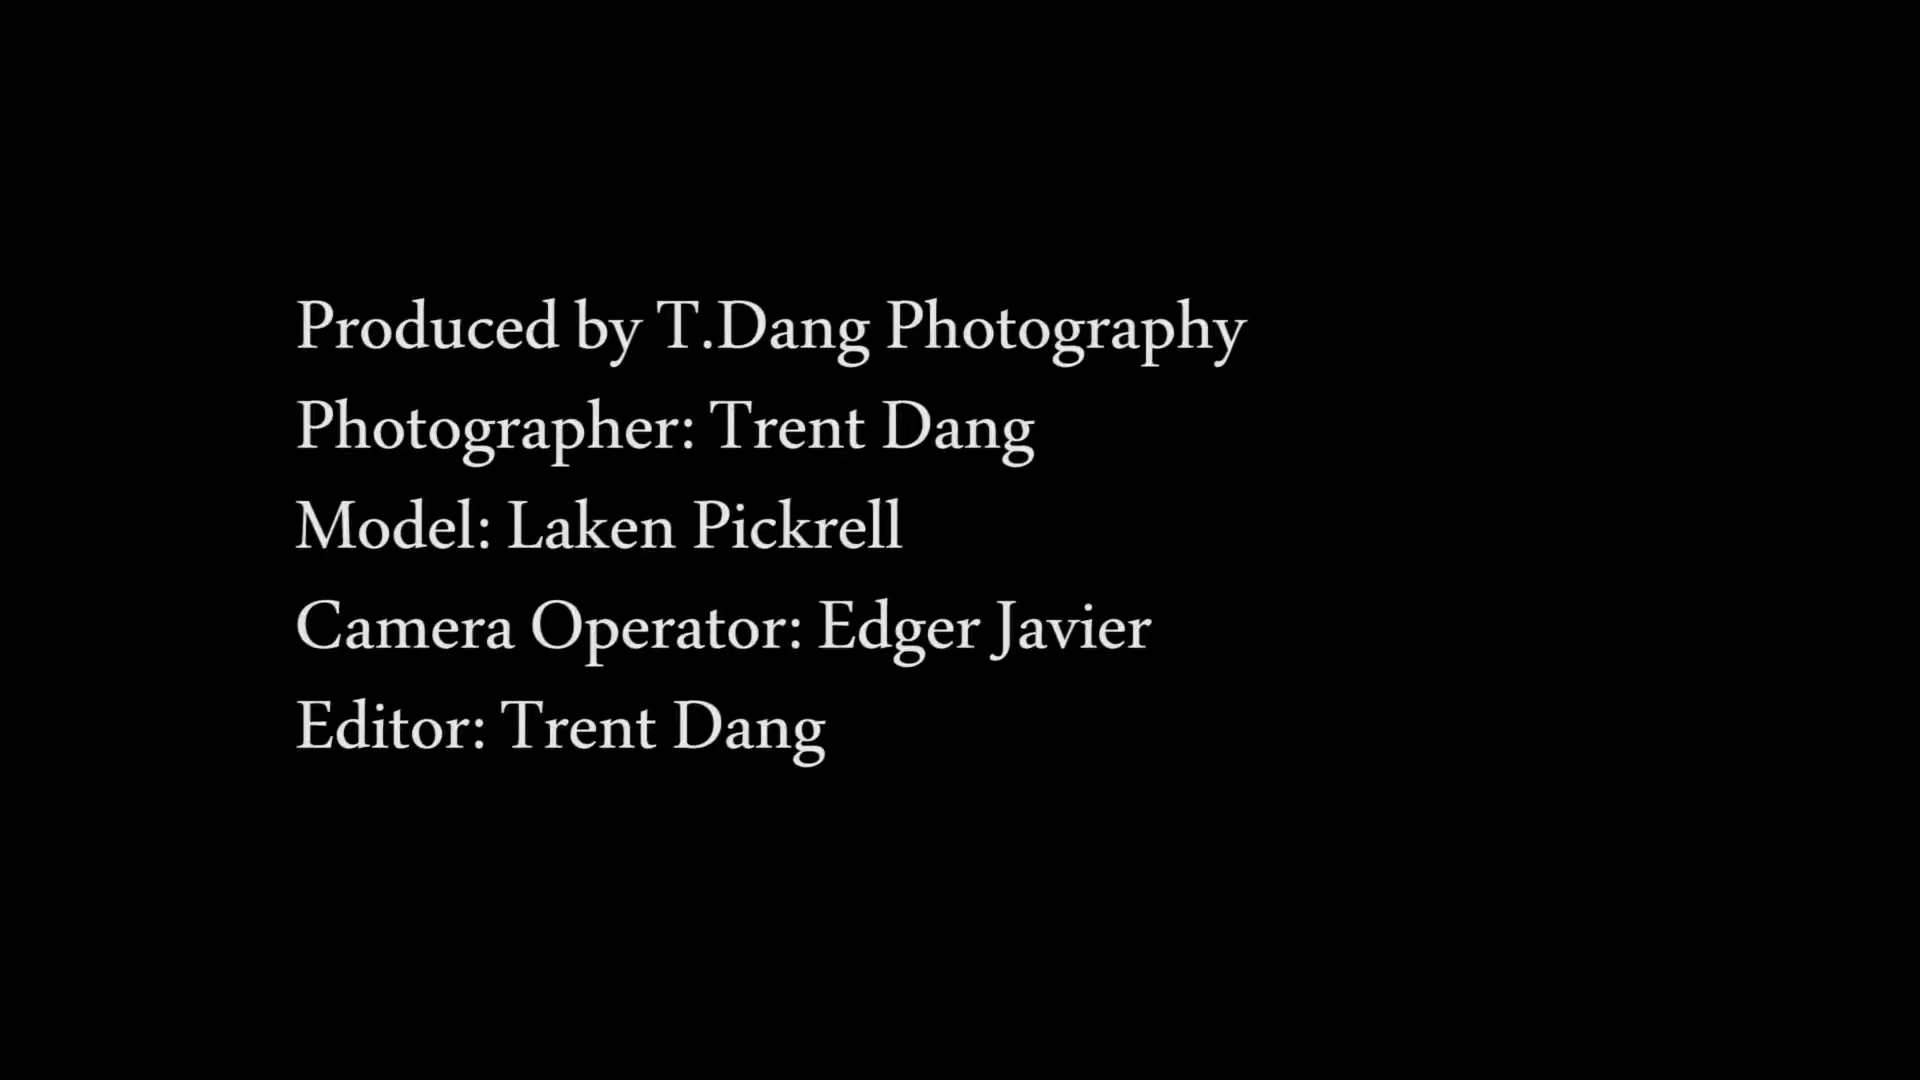 Produced by T.Dang Photography
Photographer: Trent Dang
Model: Laken Pickrell
Camera Operator: Edger Javier
Editor: Trent Dang